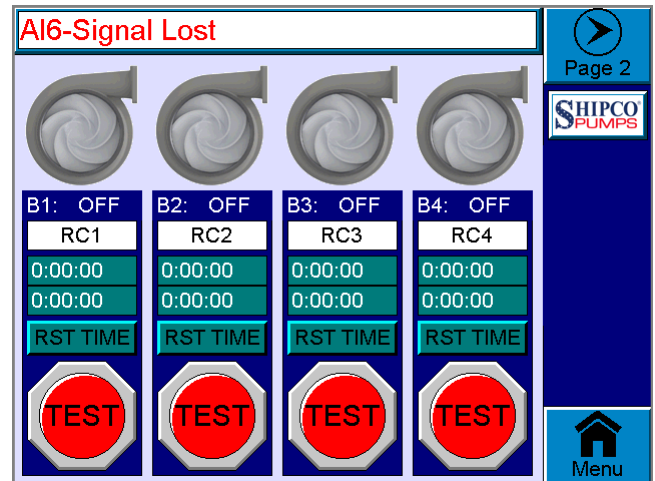 AI6-Signal Lost
Page 2
SHIPCO®
PUMPS
B1: OFF
B2: OFF
B3: OFF
B4: OFF
RC1
RC2
RC3
RC4
0:00:00
0:00:00
0:00:00
0:00:00
0:00:00
0:00:00
0:00:00
0:00:00
RST TIME
RST TIME
RST TIME
RST TIME
TEST
TEST
TEST
TEST
Menu